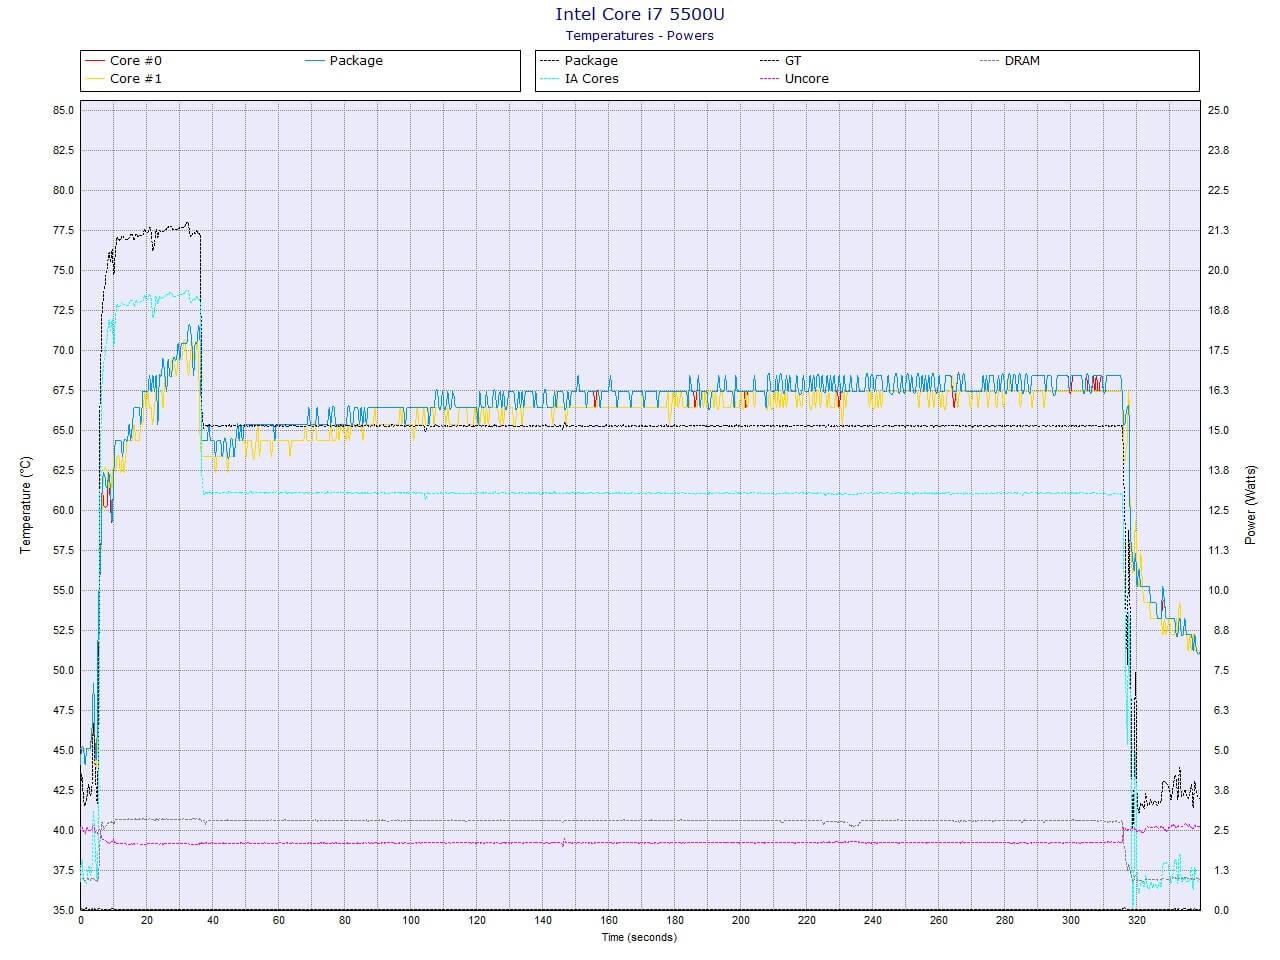 Intel Core i7 5500U
Temperatures - Powers
Core #0 Package
Core #1
Package GT DRAM
IA Cores Uncore
85.0 25.0
82.5 23.8
80.0 22.5
77.5 21.3
75.0 20.0
72.5 18.8
70.0 17.5
67.5 16.3
65.0 15.0
62.5 13.8
60.0 12.5
57.5 11.3
55.0 10.0
52.5 8.8
50.0 7.5
47.5 6.3
45.0 5.0
42.5 3.8
40.0 2.5
37.5 1.3
35.0 0.0
Temperature (°C)
Power (Watts)
0 20 40 60 80 100 120 140 160 180 200 220 240 260 280 300 320
Time (seconds)